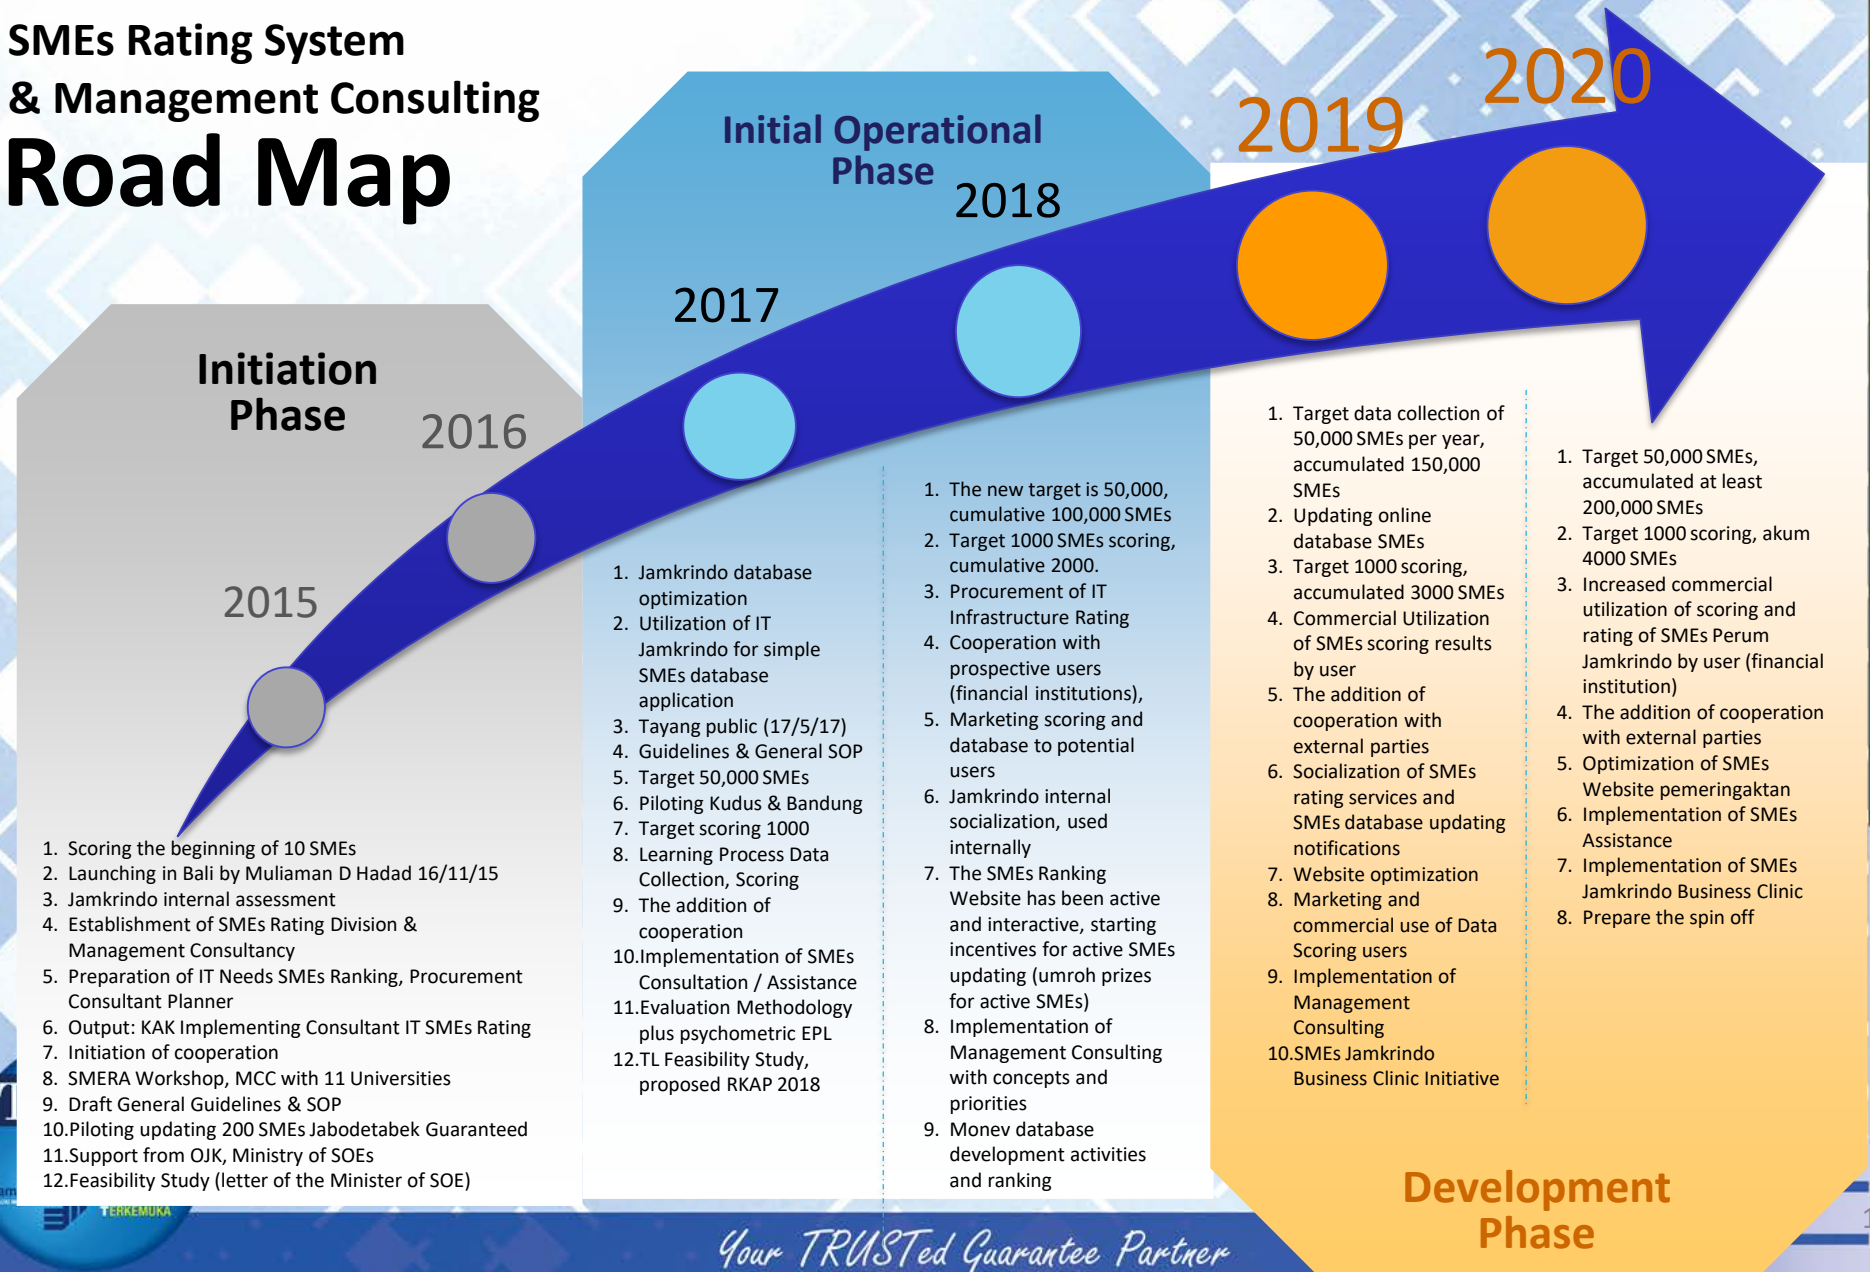 SMEs Rating System
& Management Consulting
Road Map
Initiation
Phase
2015
2016
1. Scoring the beginning of 10 SMEs
2. Launching in Bali by Muliaman D Hadad 16/11/15
3. Jamkrindo internal assessment
4. Establishment of SMEs Rating Division &
Management Consultancy
5. Preparation of IT Needs SMEs Ranking, Procurement
Consultant Planner
6. Output: KAK Implementing Consultant IT SMEs Rating
7. Initiation of cooperation
8. SMERA Workshop, MCC with 11 Universities
9. Draft General Guidelines & SOP
10.Piloting updating 200 SMEs Jabodetabek Guaranteed
11.Support from OJK, Ministry of SOEs
12.Feasibility Study (letter of the Minister of SOE)
Initial Operational
Phase
2017
2018
1. Jamkrindo database
optimization
2. Utilization of IT
Jamkrindo for simple
SMEs database
application
3. Tayang public (17/5/17)
4. Guidelines & General SOP
5. Target 50,000 SMEs
6. Piloting Kudus & Bandung
7. Target scoring 1000
8. Learning Process Data
Collection, Scoring
9. The addition of
cooperation
10.Implementation of SMEs
Consultation / Assistance
11.Evaluation Methodology
plus psychometric EPL
12.TL Feasibility Study,
proposed RKAP 2018
1. The new target is 50,000,
cumulative 100,000 SMEs
2. Target 1000 SMEs scoring,
cumulative 2000.
3. Procurement of IT
Infrastructure Rating
4. Cooperation with
prospective users
(financial institutions),
5. Marketing scoring and
database to potential
users
6. Jamkrindo internal
socialization, used
internally
7. The SMEs Ranking
Website has been active
and interactive, starting
incentives for active SMEs
updating (umroh prizes
for active SMEs)
8. Implementation of
Management Consulting
with concepts and
priorities
9. Monev database
development activities
and ranking
2019
2020
1. Target data collection of
50,000 SMEs per year,
accumulated 150,000
SMEs
2. Updating online
database SMEs
3. Target 1000 scoring,
accumulated 3000 SMEs
4. Commercial Utilization
of SMEs scoring results
by user
5. The addition of
cooperation with
external parties
6. Socialization of SMEs
rating services and
SMEs database updating
notifications
7. Website optimization
8. Marketing and
commercial use of Data
Scoring users
9. Implementation of
Management
Consulting
10.SMEs Jamkrindo
Business Clinic Initiative
1. Target 50,000 SMEs,
accumulated at least
200,000 SMEs
2. Target 1000 scoring, akum
4000 SMEs
3. Increased commercial
utilization of scoring and
rating of SMEs Perum
Jamkrindo by user (financial
institution)
4. The addition of cooperation
with external parties
5. Optimization of SMEs
Website pemeringaktan
6. Implementation of SMEs
Assistance
7. Implementation of SMEs
Jamkrindo Business Clinic
8. Prepare the spin off
Development
Phase
TERKEMUKA
Your TRUSTed Guarantee Partner